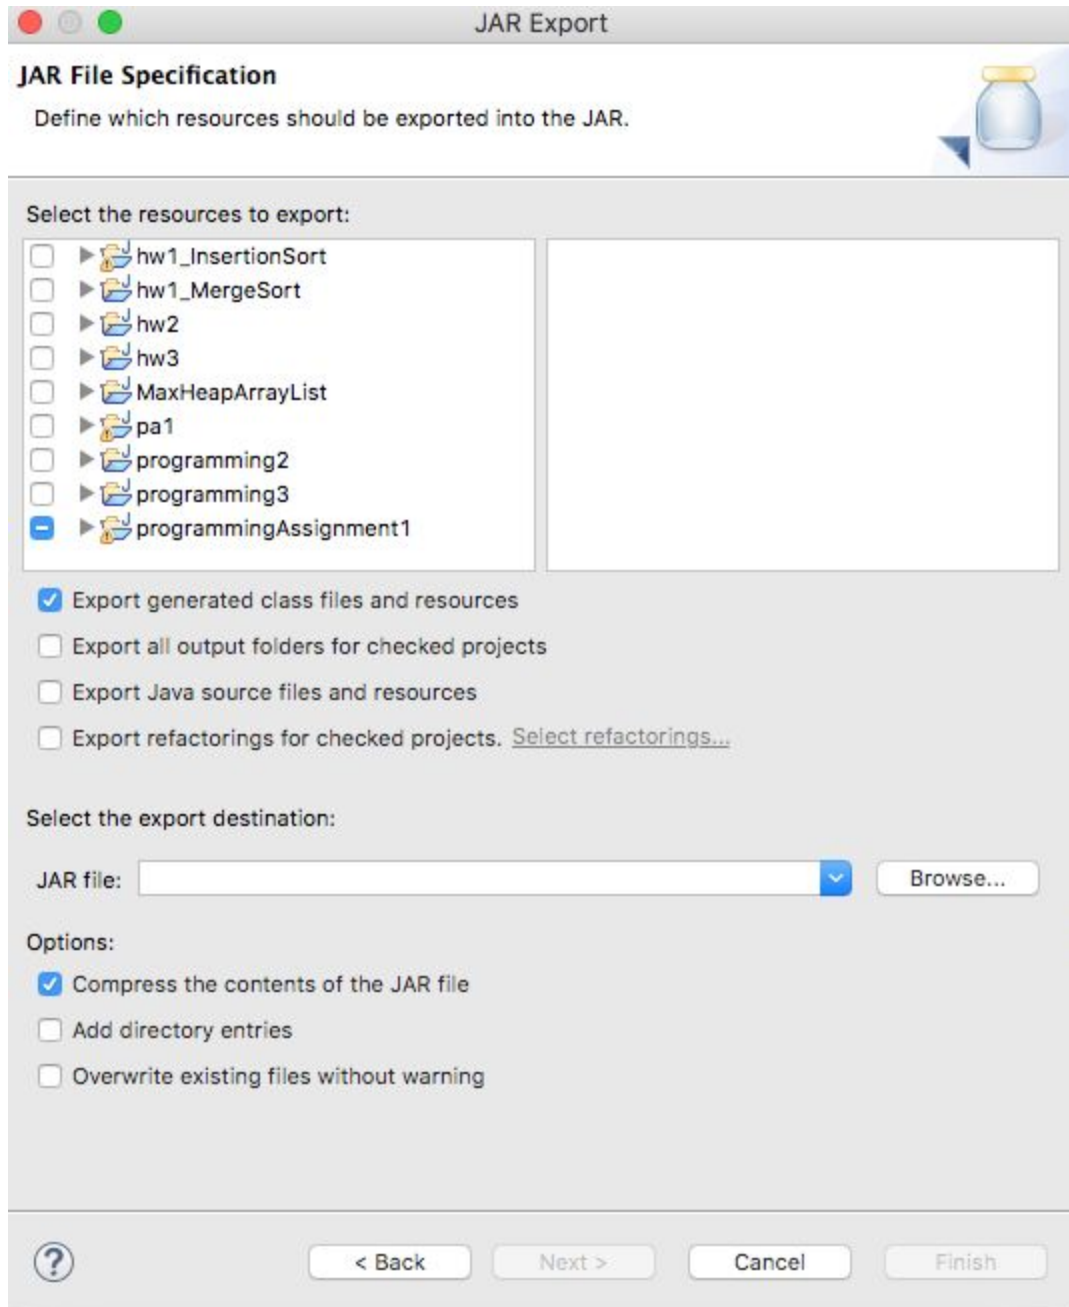 JAR Export
JAR File Specification
Define which resources should be exported into the JAR.
Select the resources to export:
hw1_InsertionSort
hw1_MergeSort
hw2
hw3
MaxHeapArrayList
pa1
programming2
programming3
programmingAssignment1
Export generated class files and resources
Export all output folders for checked projects
Export Java source files and resources
Export refactorings for checked projects. Select refactorings...
Select the export destination:
JAR file: Browse...
Options:
Compress the contents of the JAR file
Add directory entries
Overwrite existing files without warning
? < Back Next > Cancel Finish